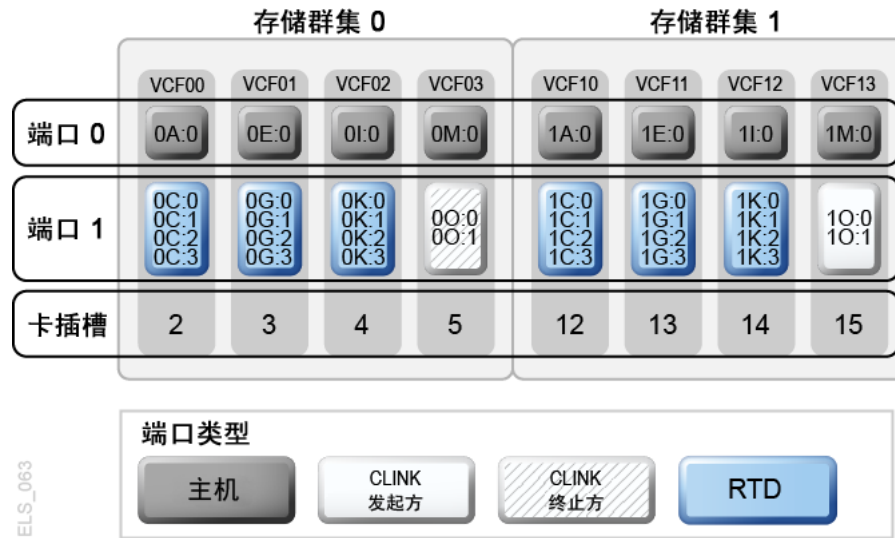 存储群集 0
存储群集 1
VCF00 VCF01 VCF02 VCF03 VCF10 VCF11 VCF12 VCF13
端口 0 0A:0 0E:0 0I:0 0M:0 1A:0 1E:0 1I:0 1M:0
端口 1
0C:0
0C:1
0C:2
0C:3
0G:0
0G:1
0G:2
0G:3
0K:0
0K:1
0K:2
0K:3
0O:0
0O:1
1C:0
1C:1
1C:2
1C:3
1G:0
1G:1
1G:2
1G:3
1K:0
1K:1
1K:2
1K:3
1O:0
1O:1
卡插槽 2 3 4 5 12 13 14 15
端口类型
主机
CLINK
发起方
CLINK
终止方
RTD
ELS_063